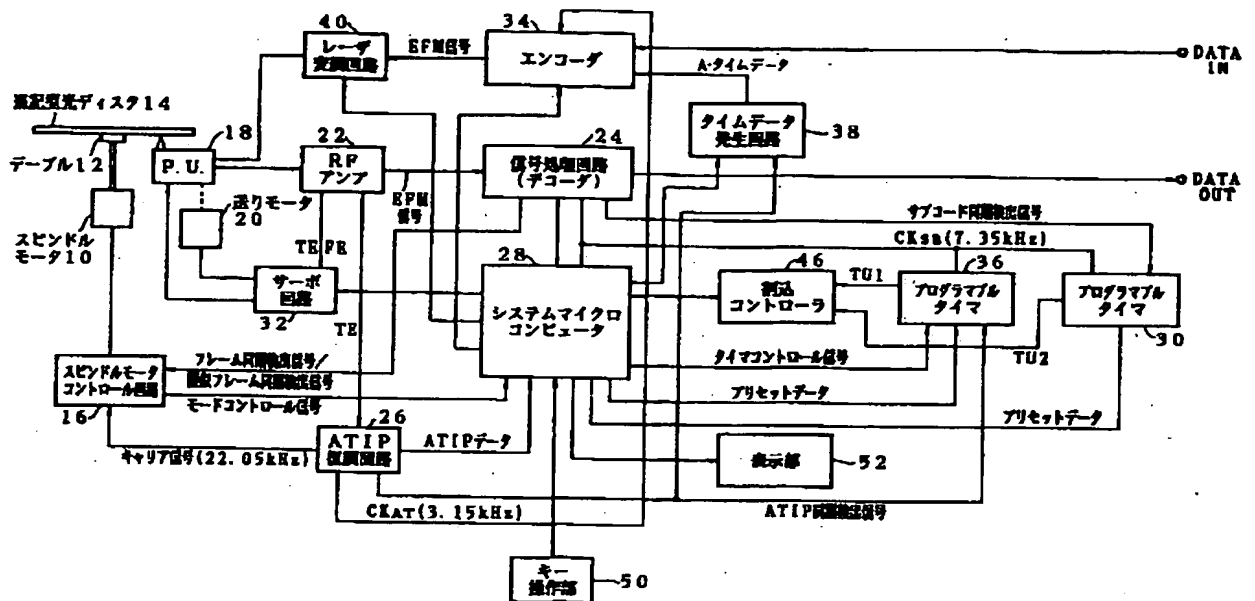 40
レーザ
変調回路
EFM信号
34
エンコーダ
DATA
IN
A-タイムデータ
タイムデータ
発生回路
38
ディスク14
テーブル12
18
P.U.
22
RF
アンプ
24
信号処理回路
(デコーダ)
EFM
信号
DATA
OUT
送りモータ
20
スピンドル
モータ10
TE
FE
サーボ
回路
32
TE
28
システムマイクロ
コンピュータ
サブコード同期検出信号
CKSB(7.35kHz)
46
割込
コントローラ
TU1
36
プログラマブル
タイマ
プログラマブル
タイマ
30
TU2
スピンドルモータ
コントロール回路
16
フレーム同期検出信号/
フレーム同期検出信号
モードコントロール信号
タイマコントロール信号
プリセットデータ
プリセットデータ
26
ATIP
復調回路
ATIPデータ
キャリア信号(22.05kHz)
表示部
52
CKAT(3.15kHz)
ATIP同期検出信号
キー
操作部
50